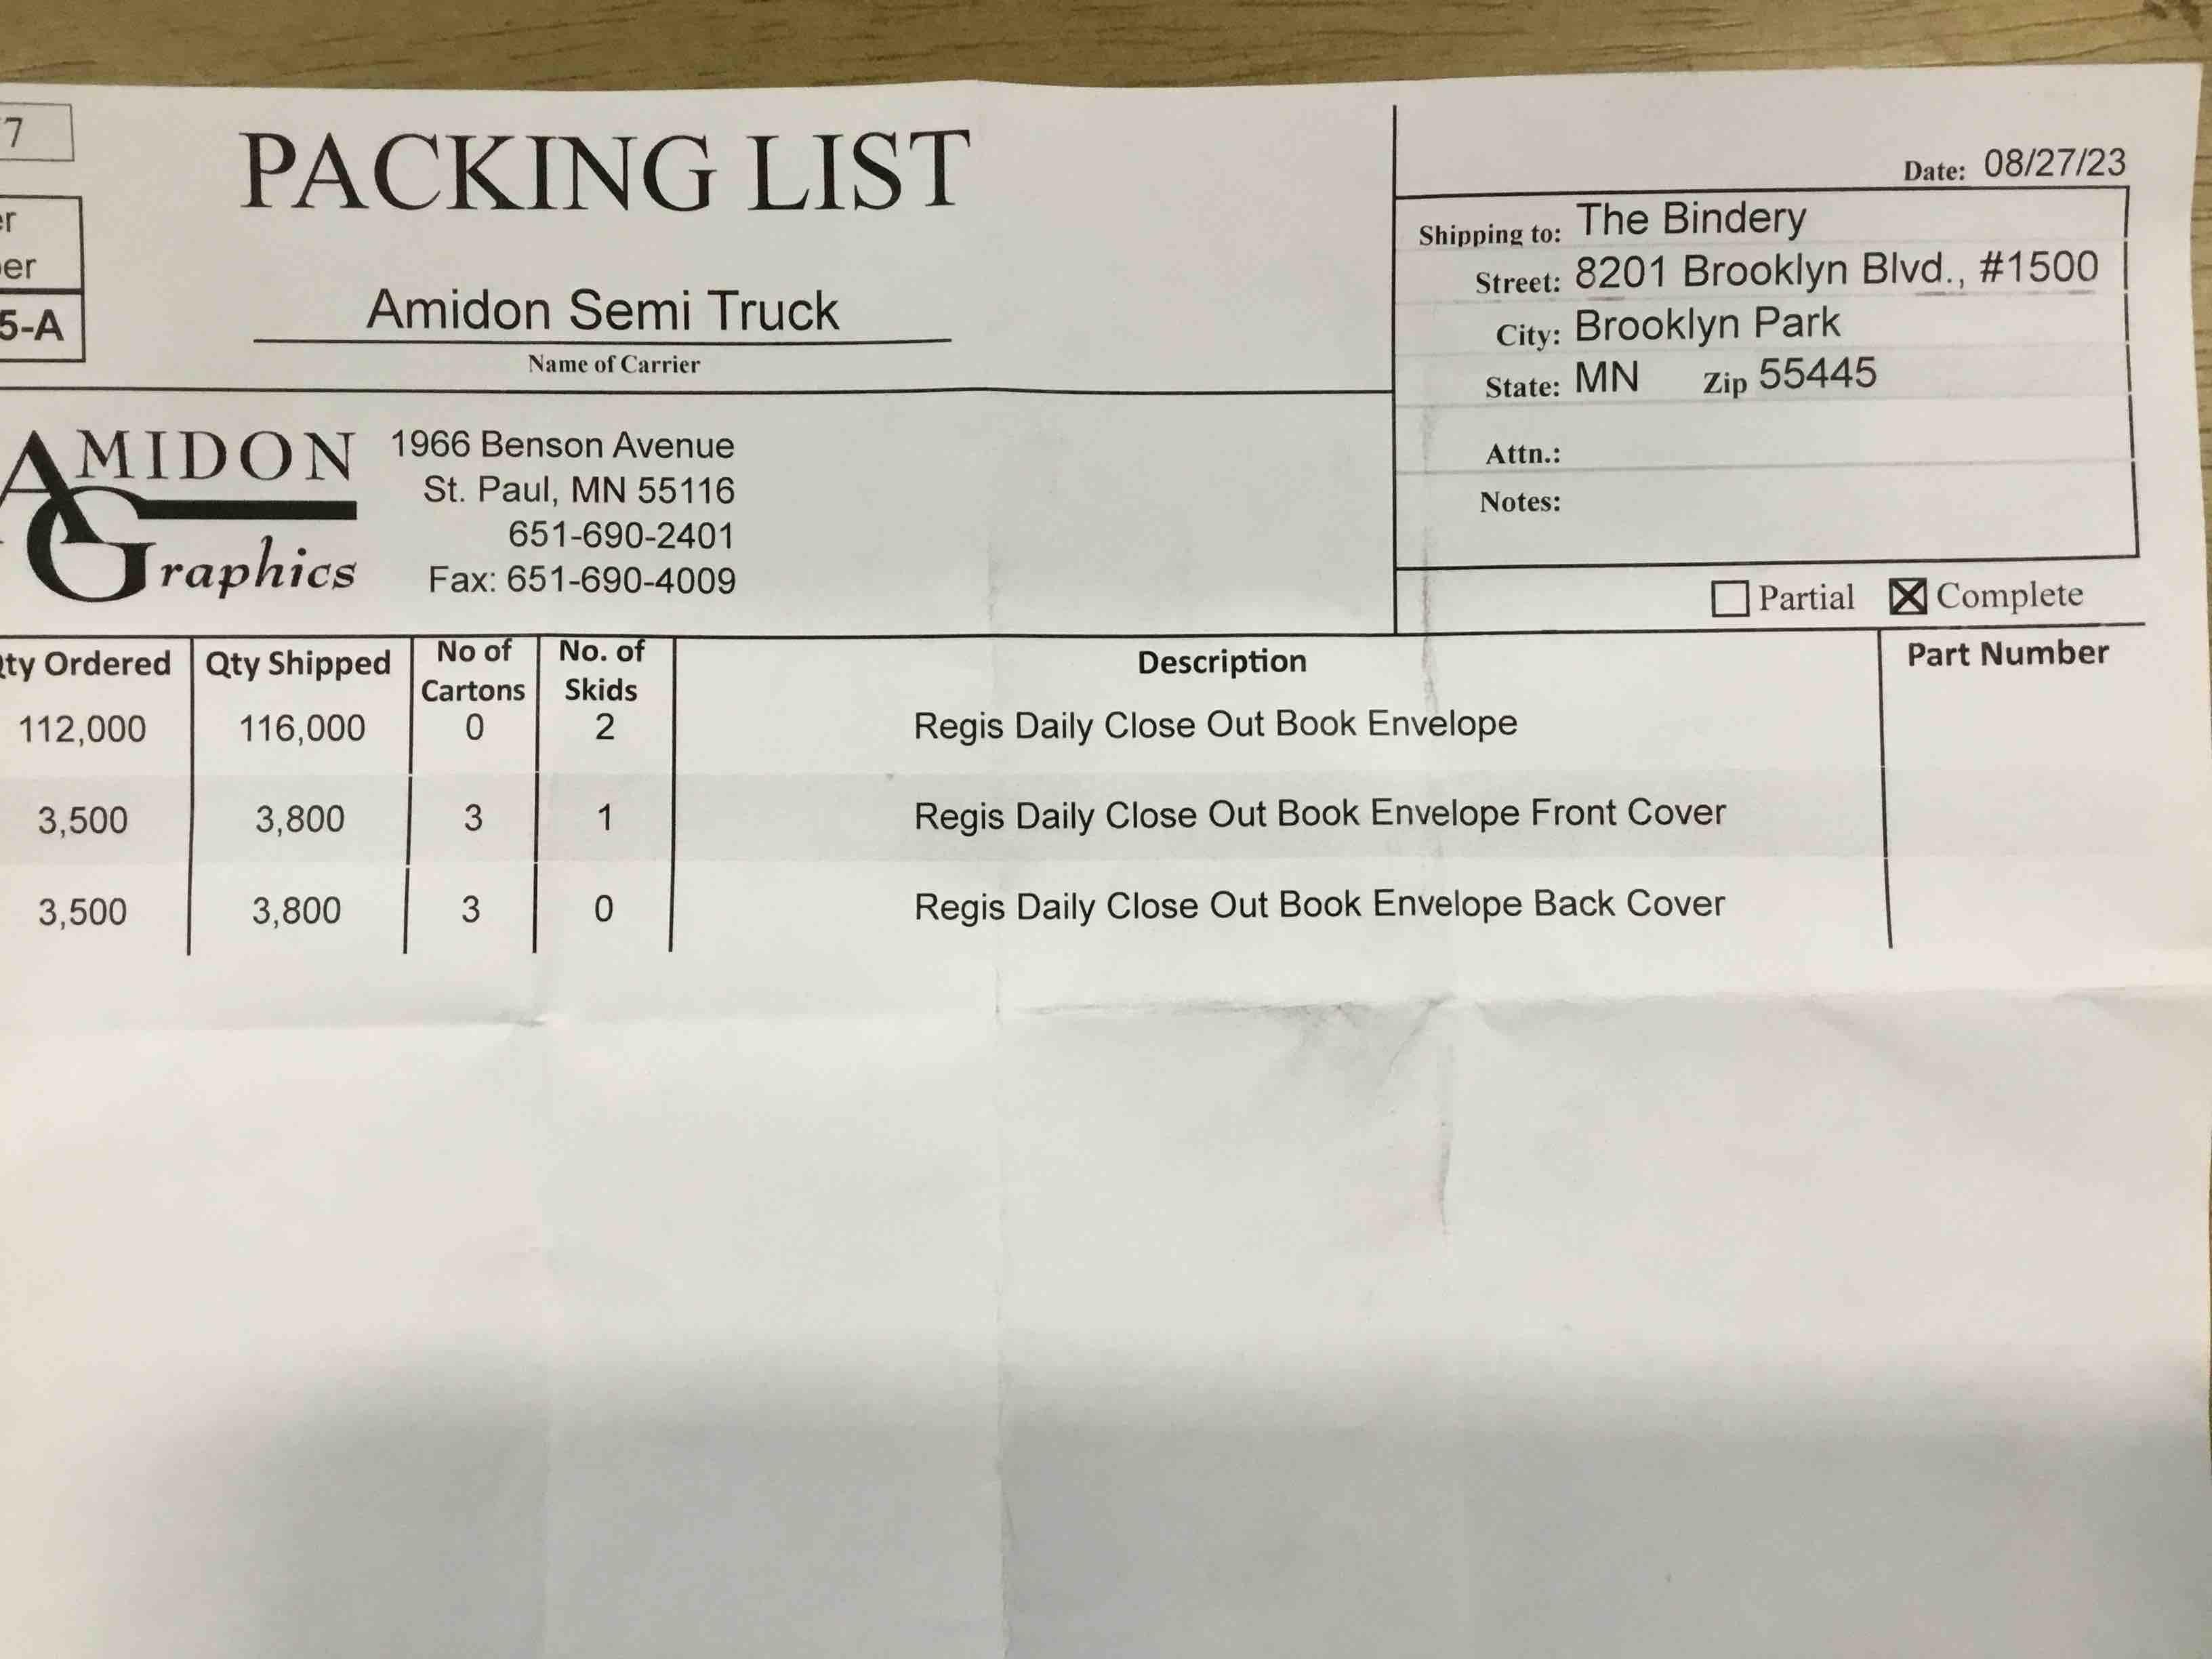 7
PACKING LIST
Date: 08/27/23
er
er
5-A
Amidon Semi Truck
Name of Carrier
Shipping to: The Bindery
Street: 8201 Brooklyn Blvd., #1500
City: Brooklyn Park
State: MN Zip 55445
Attn.:
Notes:
AMIDON
Graphics
1966 Benson Avenue
St. Paul, MN 55116
651-690-2401
Fax: 651-690-4009
Partial Complete
ty Ordered Qty Shipped No of Cartons No. of Skids Description Part Number
112,000 116,000 0 2 Regis Daily Close Out Book Envelope
3,500 3,800 3 1 Regis Daily Close Out Book Envelope Front Cover
3,500 3,800 3 0 Regis Daily Close Out Book Envelope Back Cover